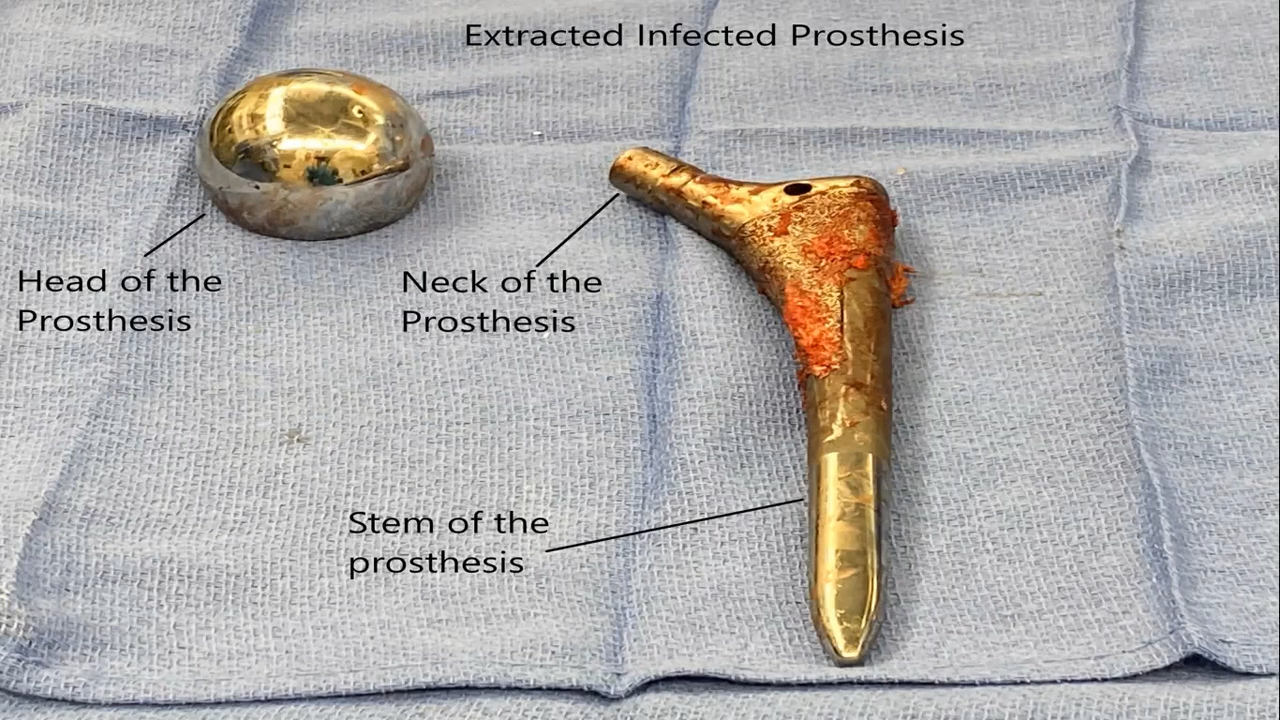 Extracted Infected Prosthesis
Head of the
Prosthesis
Neck of the
Prosthesis
Stem of the
prosthesis